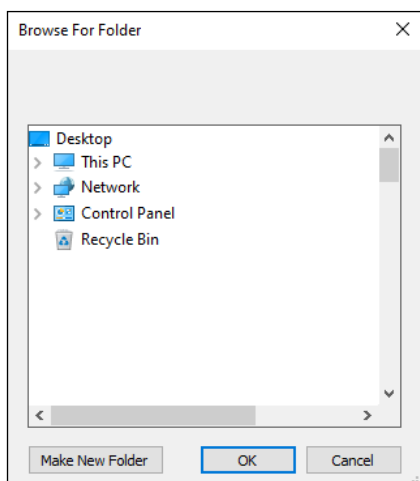 Browse For Folder
Desktop
This PC
Network
Control Panel
Recycle Bin
Make New Folder
OK
Cancel